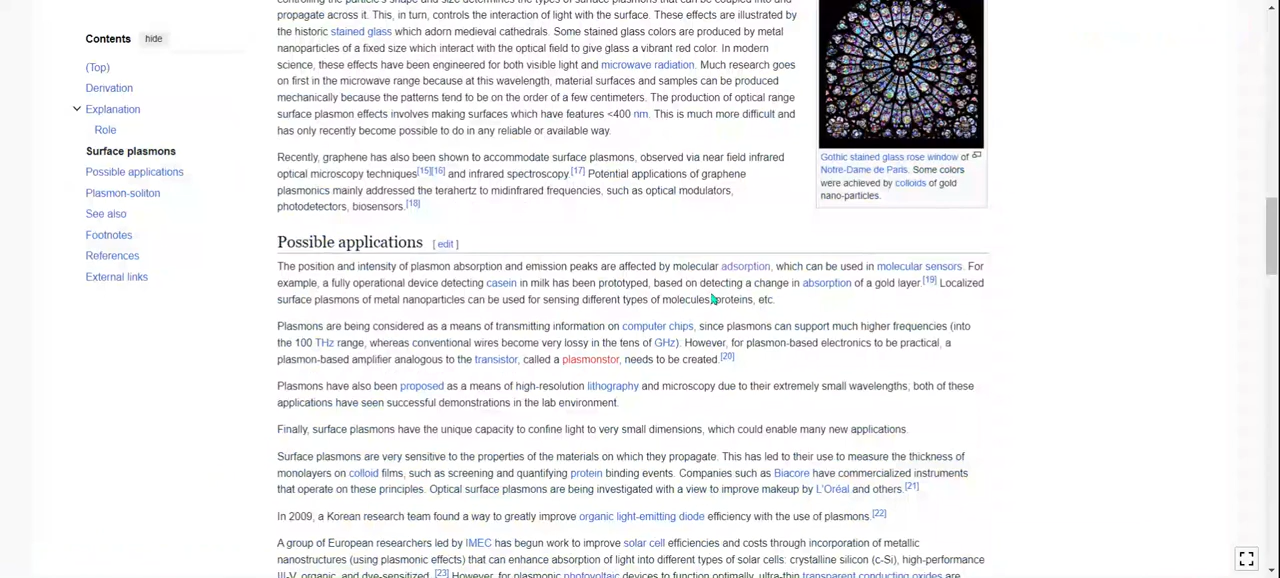 controlling the particle's shape and size determines the types of surface plasmons that can be coupled into and
propagate across it. This, in turn, controls the interaction of light with the surface. These effects are illustrated by
the historic stained glass which adorn medieval cathedrals. Some stained glass colors are produced by metal
nanoparticles of a fixed size which interact with the optical field to give glass a vibrant red color. In modern
science, these effects have been engineered for both visible light and microwave radiation. Much research goes
on first in the microwave range because at this wavelength, material surfaces and samples can be produced
mechanically because the patterns tend to be on the order of a few centimeters. The production of optical range
surface plasmon effects involves making surfaces which have features <400 nm. This is much more difficult and
has only recently become possible to do in any reliable or available way.
Recently, graphene has also been shown to accommodate surface plasmons, observed via near field infrared
optical microscopy techniques[15][16] and infrared spectroscopy.[17] Potential applications of graphene
plasmonics mainly addressed the terahertz to midinfrared frequencies, such as optical modulators,
photodetectors, biosensors.[18]
Gothic stained glass rose window of
Notre-Dame de Paris. Some colors
were achieved by colloids of gold
nano-particles.
Contents hide
(Top)
Derivation
Explanation
Role
Surface plasmons
Possible applications
Plasmon-soliton
See also
Footnotes
References
External links
Possible applications [ edit ]
The position and intensity of plasmon absorption and emission peaks are affected by molecular adsorption, which can be used in molecular sensors. For
example, a fully operational device detecting casein in milk has been prototyped, based on detecting a change in absorption of a gold layer.[19] Localized
surface plasmons of metal nanoparticles can be used for sensing different types of molecules, proteins, etc.
Plasmons are being considered as a means of transmitting information on computer chips, since plasmons can support much higher frequencies (into
the 100 THz range, whereas conventional wires become very lossy in the tens of GHz). However, for plasmon-based electronics to be practical, a
plasmon-based amplifier analogous to the transistor, called a plasmonstor, needs to be created.[20]
Plasmons have also been proposed as a means of high-resolution lithography and microscopy due to their extremely small wavelengths, both of these
applications have seen successful demonstrations in the lab environment.
Finally, surface plasmons have the unique capacity to confine light to very small dimensions, which could enable many new applications.
Surface plasmons are very sensitive to the properties of the materials on which they propagate. This has led to their use to measure the thickness of
monolayers on colloid films, such as screening and quantifying protein binding events. Companies such as Biacore have commercialized instruments
that operate on these principles. Optical surface plasmons are being investigated with a view to improve makeup by L'Oréal and others.[21]
In 2009, a Korean research team found a way to greatly improve organic light-emitting diode efficiency with the use of plasmons.[22]
A group of European researchers led by IMEC has begun work to improve solar cell efficiencies and costs through incorporation of metallic
nanostructures (using plasmonic effects) that can enhance absorption of light into different types of solar cells: crystalline silicon (c-Si), high-performance
III-V, organic, and dye-sensitized.[23] However, for plasmonic photovoltaic devices to function optimally, ultra-thin transparent conducting oxides are